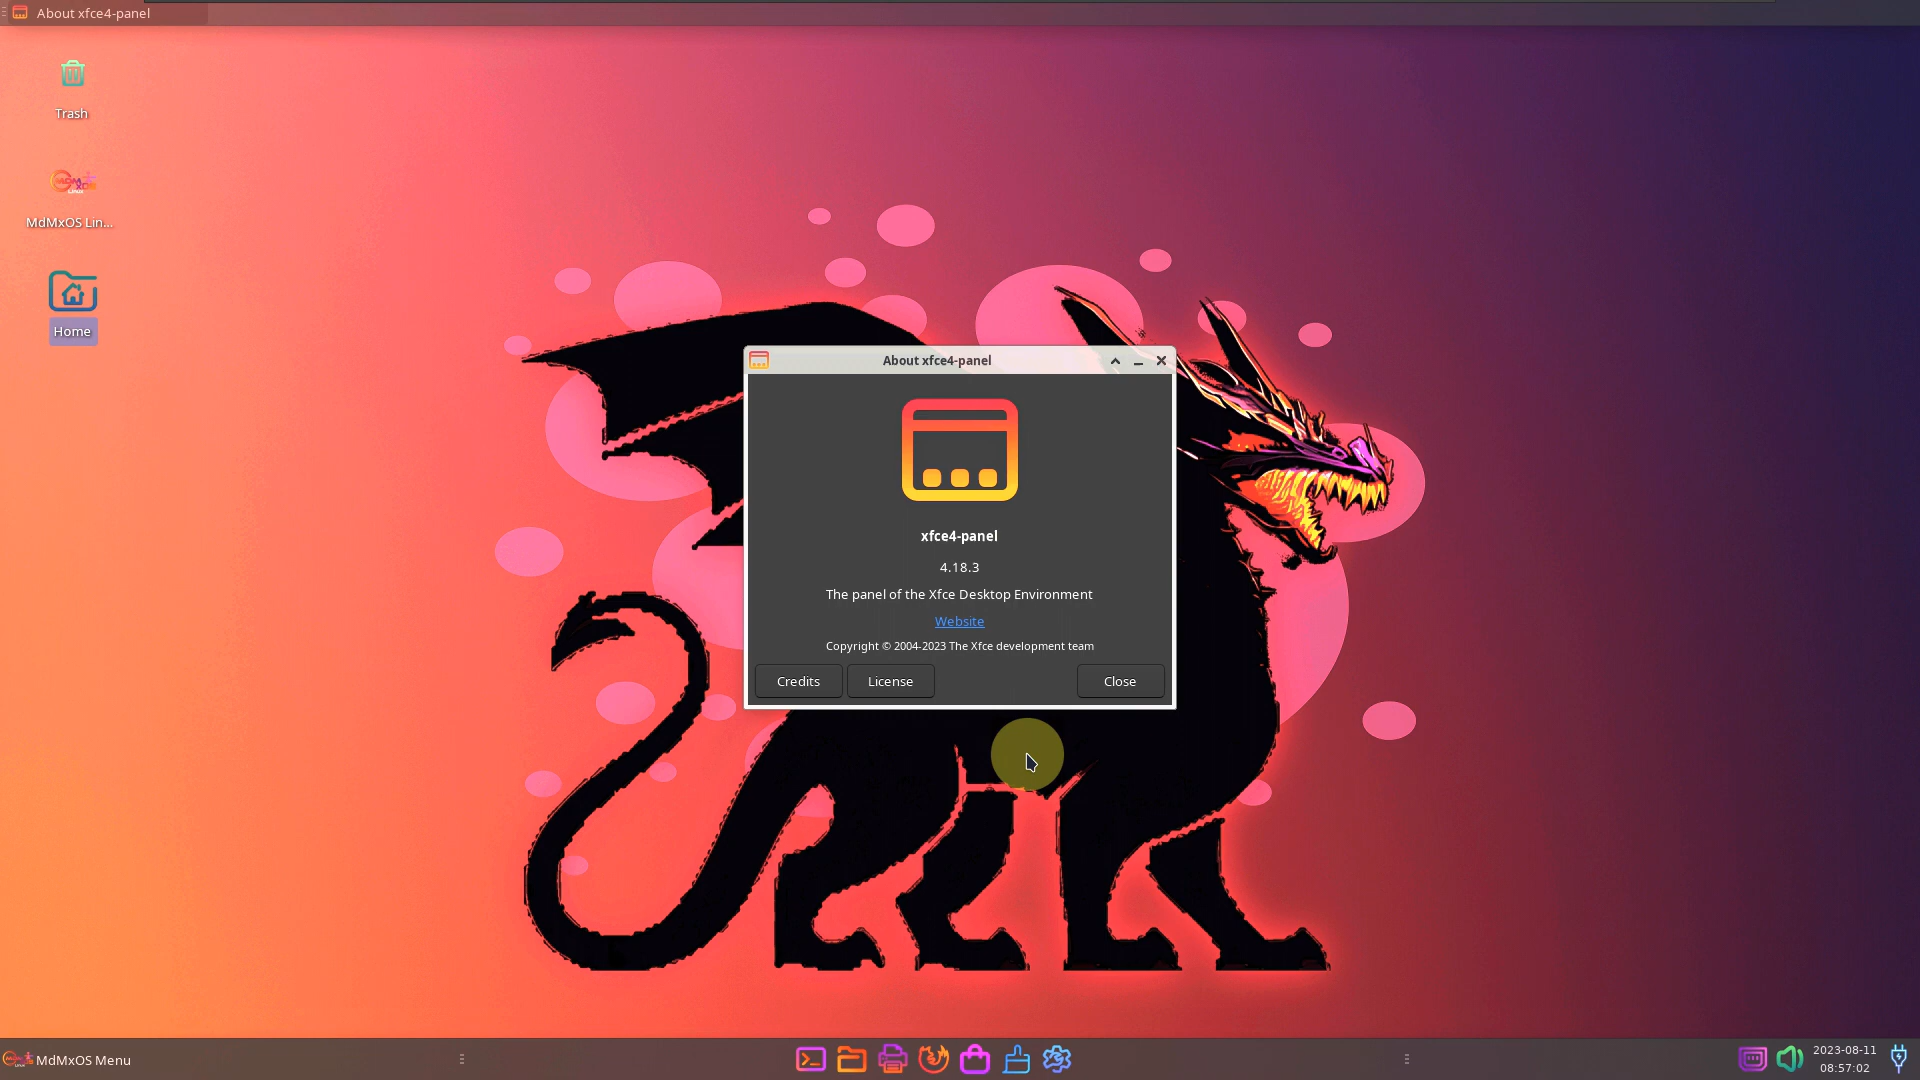 About xfce4-panel
Trash
MdMxOS Lin...
Home
About xfce4-panel
xfce4-panel
4.18.3
The panel of the Xfce Desktop Environment
Website
Copyright © 2004-2023 The Xfce development team
Credits
License
Close
MdMxOS Menu
2023-08-11
08:57:02